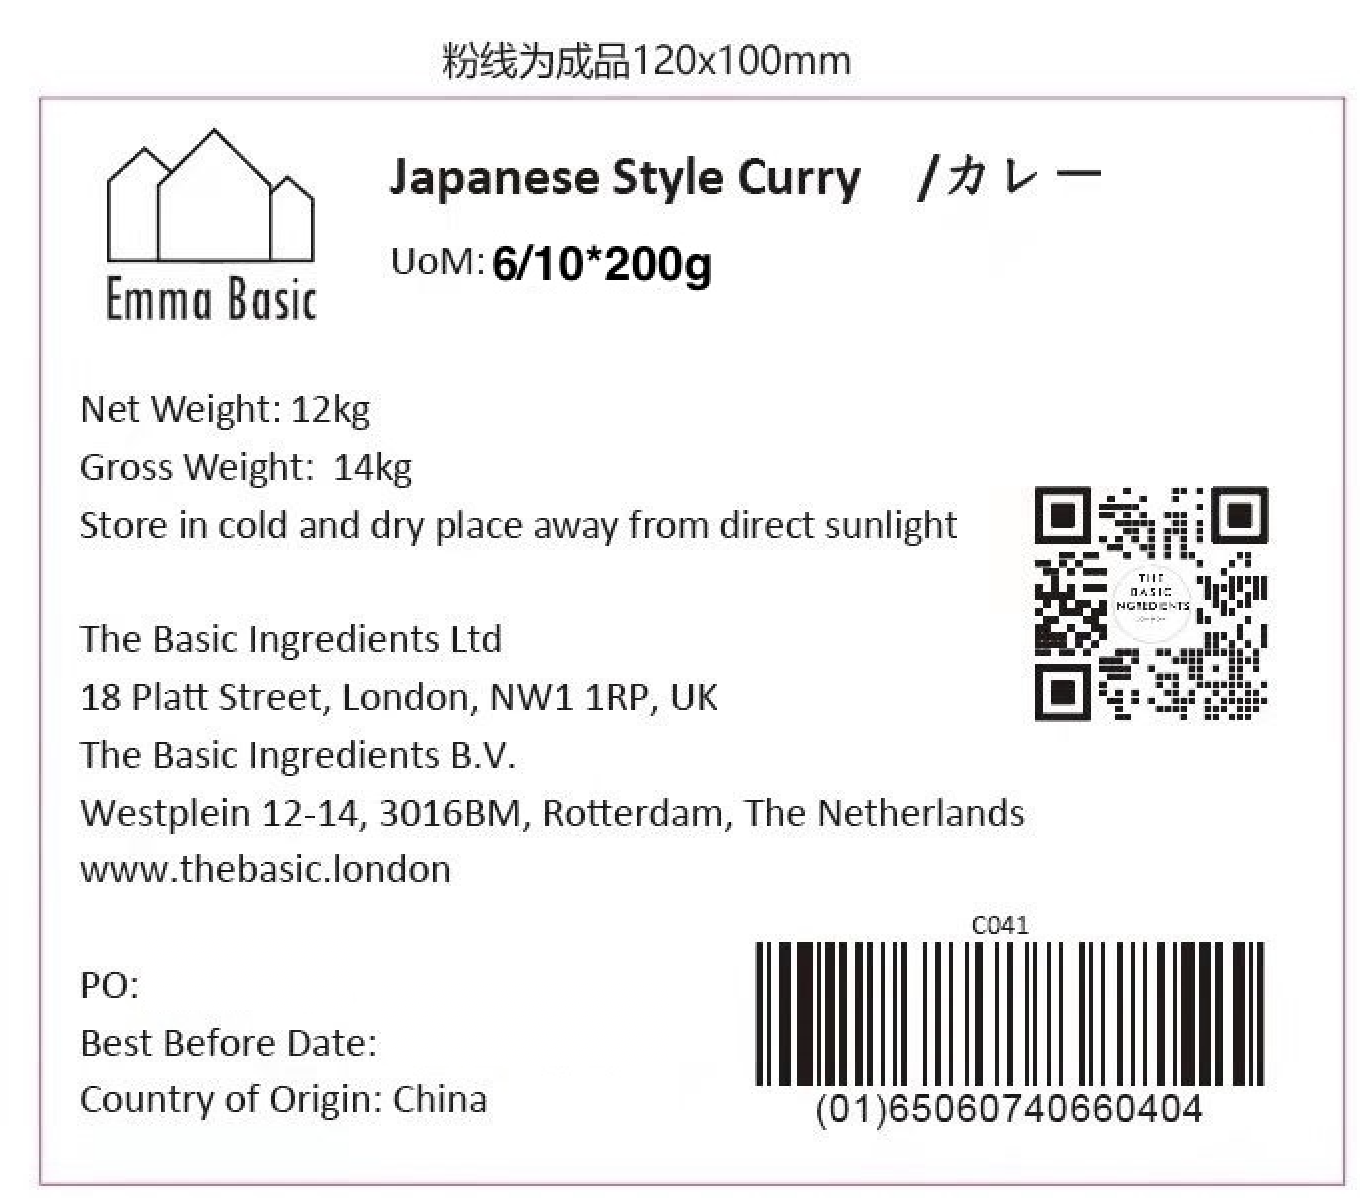 粉线为成品120x100mm
Emma Basic
Japanese Style Curry /カレー
UoM: 6/10*200g
Net Weight: 12kg
Gross Weight: 14kg
Store in cold and dry place away from direct sunlight
THE
BASIC
INGREDIENTS
The Basic Ingredients Ltd
18 Platt Street, London, NW1 1RP, UK
The Basic Ingredients B.V.
Westplein 12-14, 3016BM, Rotterdam, The Netherlands
www.thebasic.london
PO:
Best Before Date:
Country of Origin: China
C041
(01)65060740660404